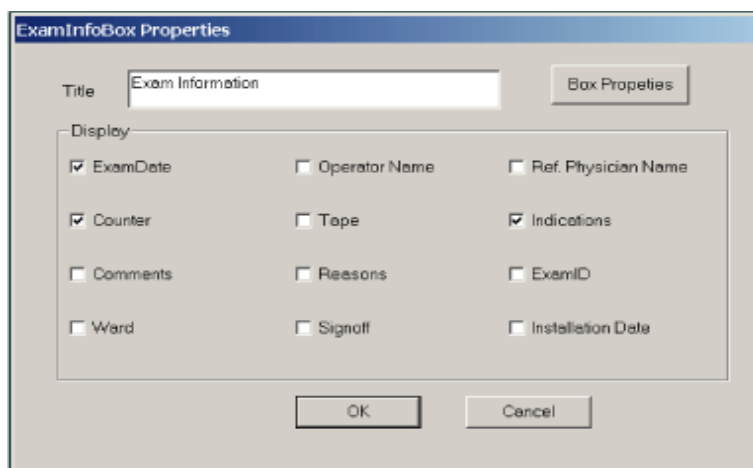 ExamInfoBox Properties
Title Exam Information Box Propeties
Display
ExamDate Operator Name Ref. Physician Name
Counter Tape Indications
Comments Reasons ExamID
Ward Signoff Installation Date
OK Cancel